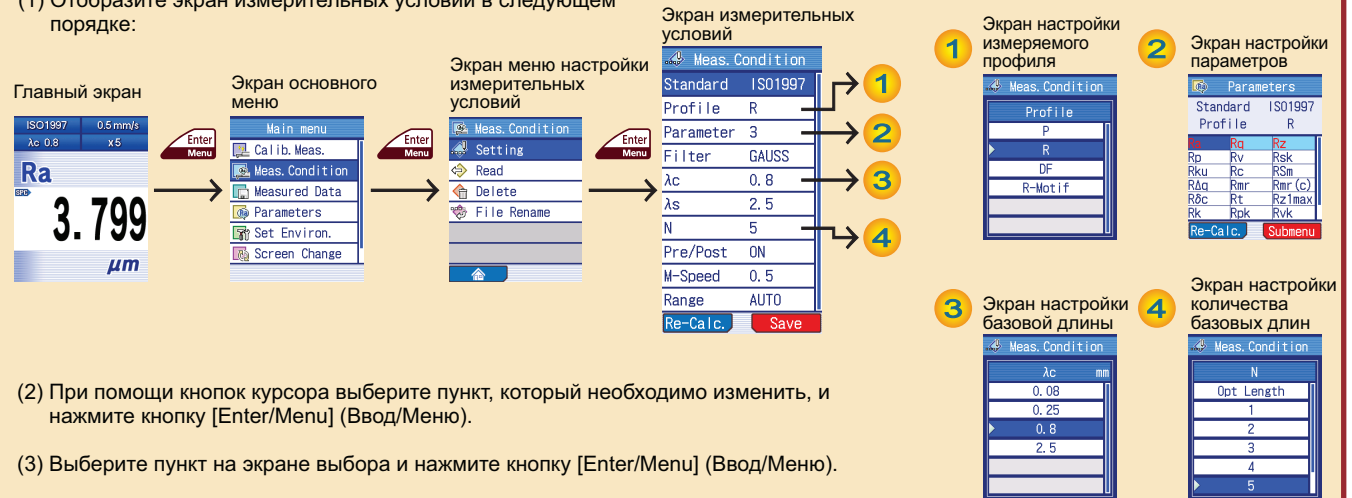 (1) Отобразите экран измерительных условий в следующем
порядке:
Главный экран
ISO1997 0.5 mm/s
λc 0.8 x5
Ra
3.799
µm
Enter
Menu
Экран основного
меню
Main menu
Calib. Meas.
Meas. Condition
Measured Data
Parameters
Set Environ.
Screen Change
Enter
Menu
Экран меню настройки
измерительных
условий
Meas. Condition
Setting
Read
Delete
File Rename
Enter
Menu
Экран измерительных
условий
Meas. Condition
Standard ISO1997
Profile R
Parameter 3
Filter GAUSS
λc 0.8
λs 2.5
N 5
Pre/Post ON
M-Speed 0.5
Range AUTO
Re-Calc. Save
1
2
3
4
1
Экран настройки
измеряемого
профиля
Meas. Condition
Profile
P
R
DF
R-Motif
2
Экран настройки
параметров
Parameters
Standard ISO1997
Profile R
Rq Rz
Rp Rv Rsk
Rku Rc RSm
RΔq Rmr Rmr(c)
Rδc Rt Rz1max
Rk Rpk Rvk
Re-Calc. Submenu
3
Экран настройки
базовой длины
Meas. Condition
λc mm
0.08
0.25
0.8
2.5
4
Экран настройки
количества
базовых длин
Meas. Condition
N
Opt Length
1
2
3
4
5
(2) При помощи кнопок курсора выберите пункт, который необходимо изменить, и
нажмите кнопку [Enter/Menu] (Ввод/Меню).
(3) Выберите пункт на экране выбора и нажмите кнопку [Enter/Menu] (Ввод/Меню).